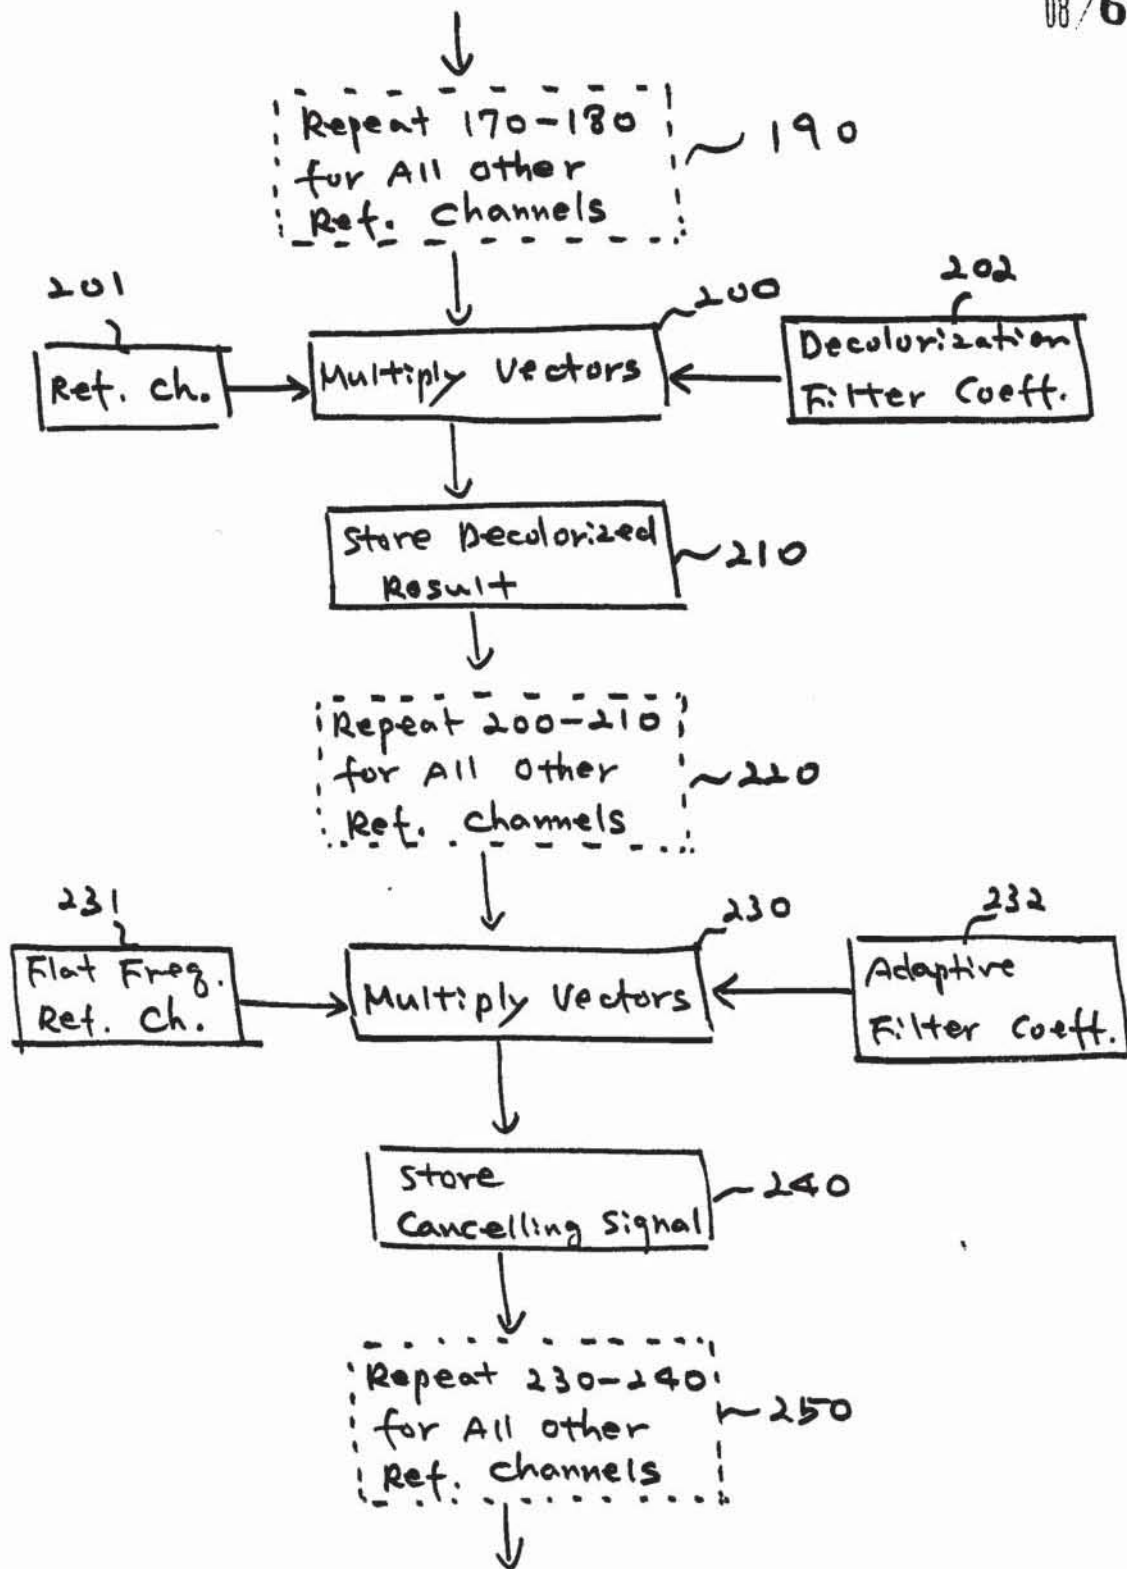 08/6
Repeat 170-180
for All Other
Ref. Channels
190
201
200
202
Ref. Ch.
Multiply Vectors
Decolorization
Filter Coeff.
Store Decolorized
Result
210
Repeat 200-210
for All Other
Ref. Channels
220
231
230
232
Flat Freq.
Ref. Ch.
Multiply Vectors
Adaptive
Filter Coeff.
Store
Cancelling Signal
240
Repeat 230-240
for All Other
Ref. Channels
250